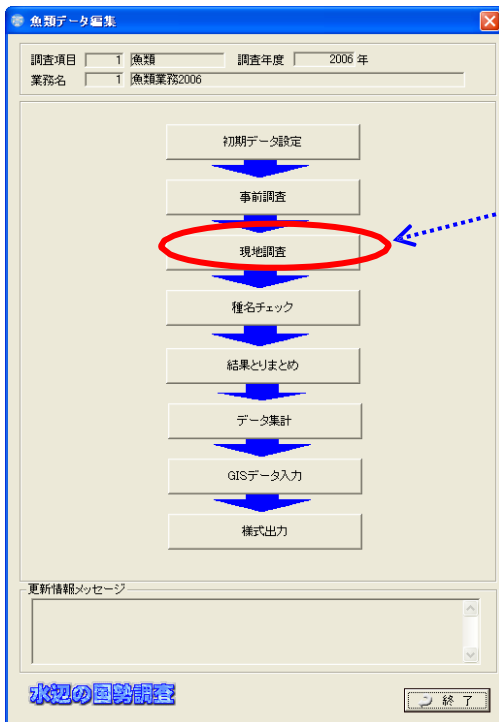 魚類データ編集
調査項目 1 魚類 調査年度 2006 年
業務名 1 魚類業務2006
初期データ設定
事前調査
現地調査
種名チェック
結果とりまとめ
データ集計
GISデータ入力
様式出力
更新情報メッセージ
水辺の国勢調査
終了